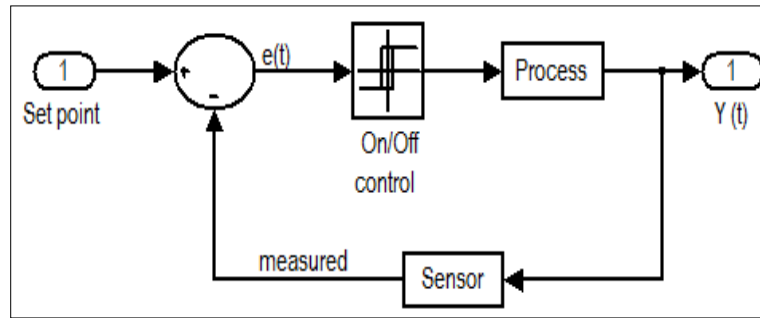 1
Set point
+
-
e(t)
On/Off
control
Process
1
Y (t)
measured
Sensor